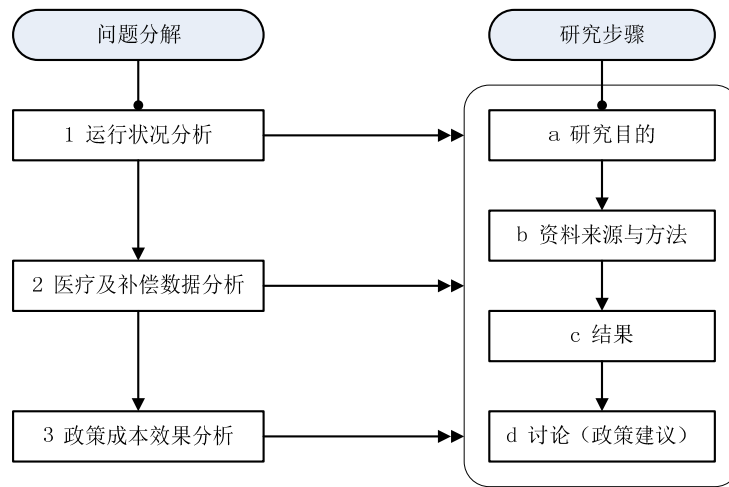 问题分解
研究步骤
1 运行状况分析
a 研究目的
b 资料来源与方法
2 医疗及补偿数据分析
c 结果
3 政策成本效果分析
d 讨论（政策建议）